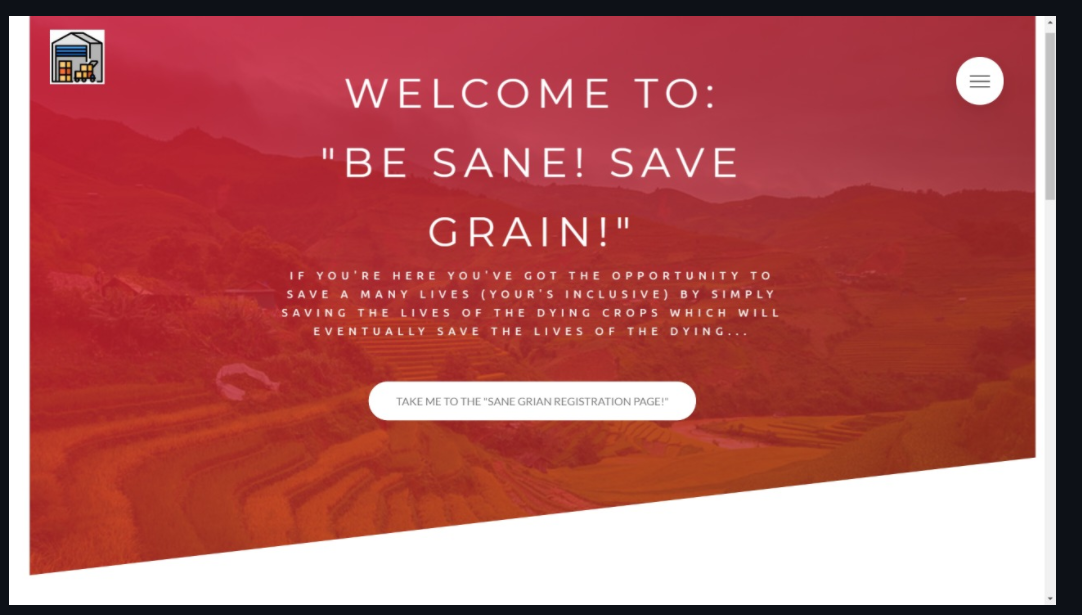 WELCOME TO:
"BE SANE! SAVE
GRAIN!"
IF YOU'RE HERE YOU'VE GOT THE OPPORTUNITY TO
SAVE A MANY LIVES (YOUR'S INCLUSIVE) BY SIMPLY
SAVING THE LIVES OF THE DYING CROPS WHICH WILL
EVENTUALLY SAVE THE LIVES OF THE DYING...
TAKE ME TO THE "SANE GRIAN REGISTRATION PAGE!"